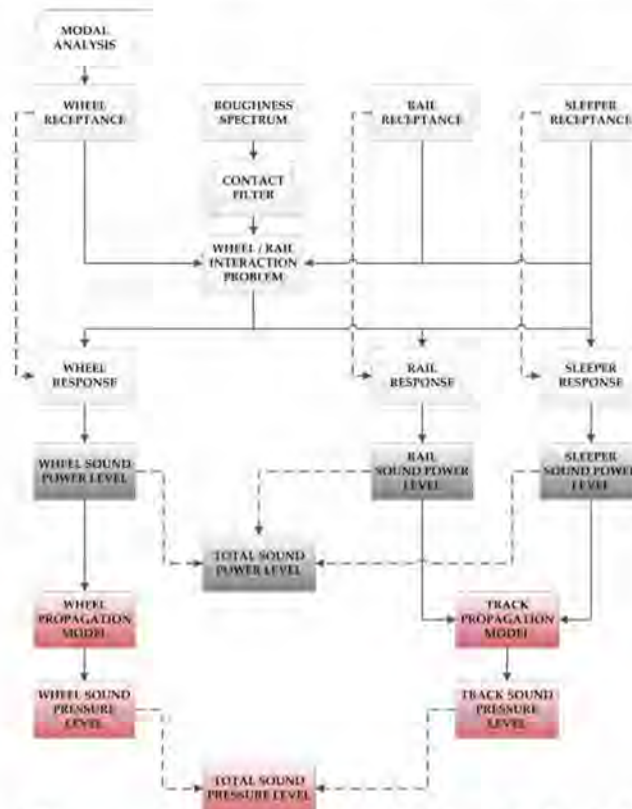 MODAL
ANALYSIS
WHEEL
RECEPTANCE
ROUGHNESS
SPECTRUM
RAIL
RECEPTANCE
SLEEPER
RECEPTANCE
CONTACT
FILTER
WHEEL / RAIL
INTERACTION
PROBLEM
WHEEL
RESPONSE
RAIL
RESPONSE
SLEEPER
RESPONSE
WHEEL SOUND
POWER LEVEL
RAIL
SOUND POWER
LEVEL
SLEEPER
SOUND POWER
LEVEL
TOTAL SOUND
POWER LEVEL
WHEEL
PROPAGATION
MODEL
TRACK
PROPAGATION
MODEL
WHEEL SOUND
PRESSURE
LEVEL
TRACK SOUND
PRESSURE
LEVEL
TOTAL SOUND
PRESSURE LEVEL